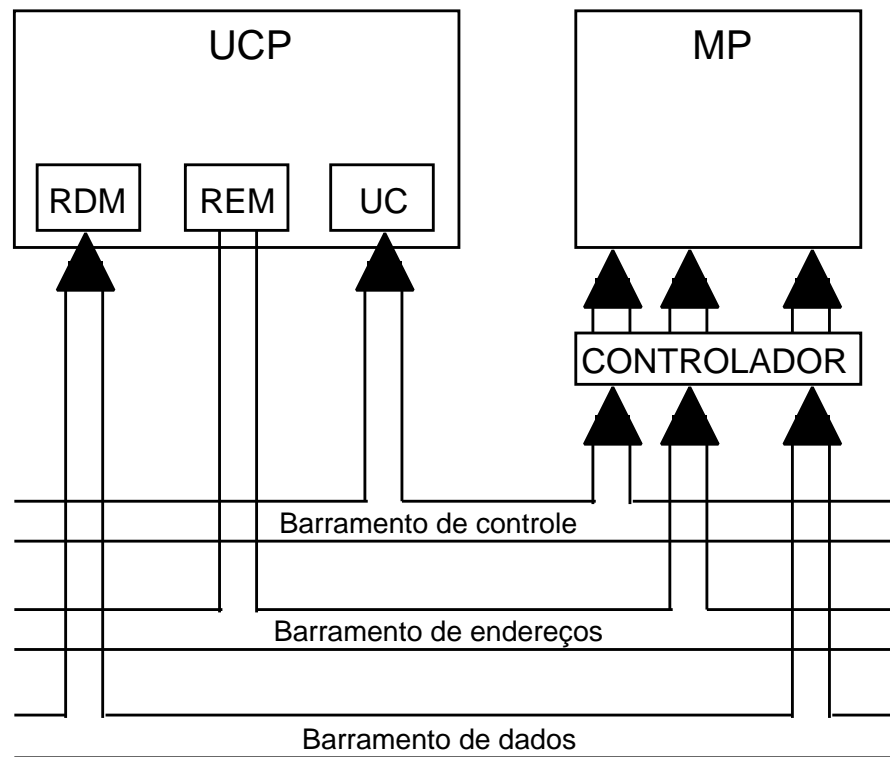 UCP
MP
RDM
REM
UC
CONTROLADOR
Barramento de controle
Barramento de endereços
Barramento de dados